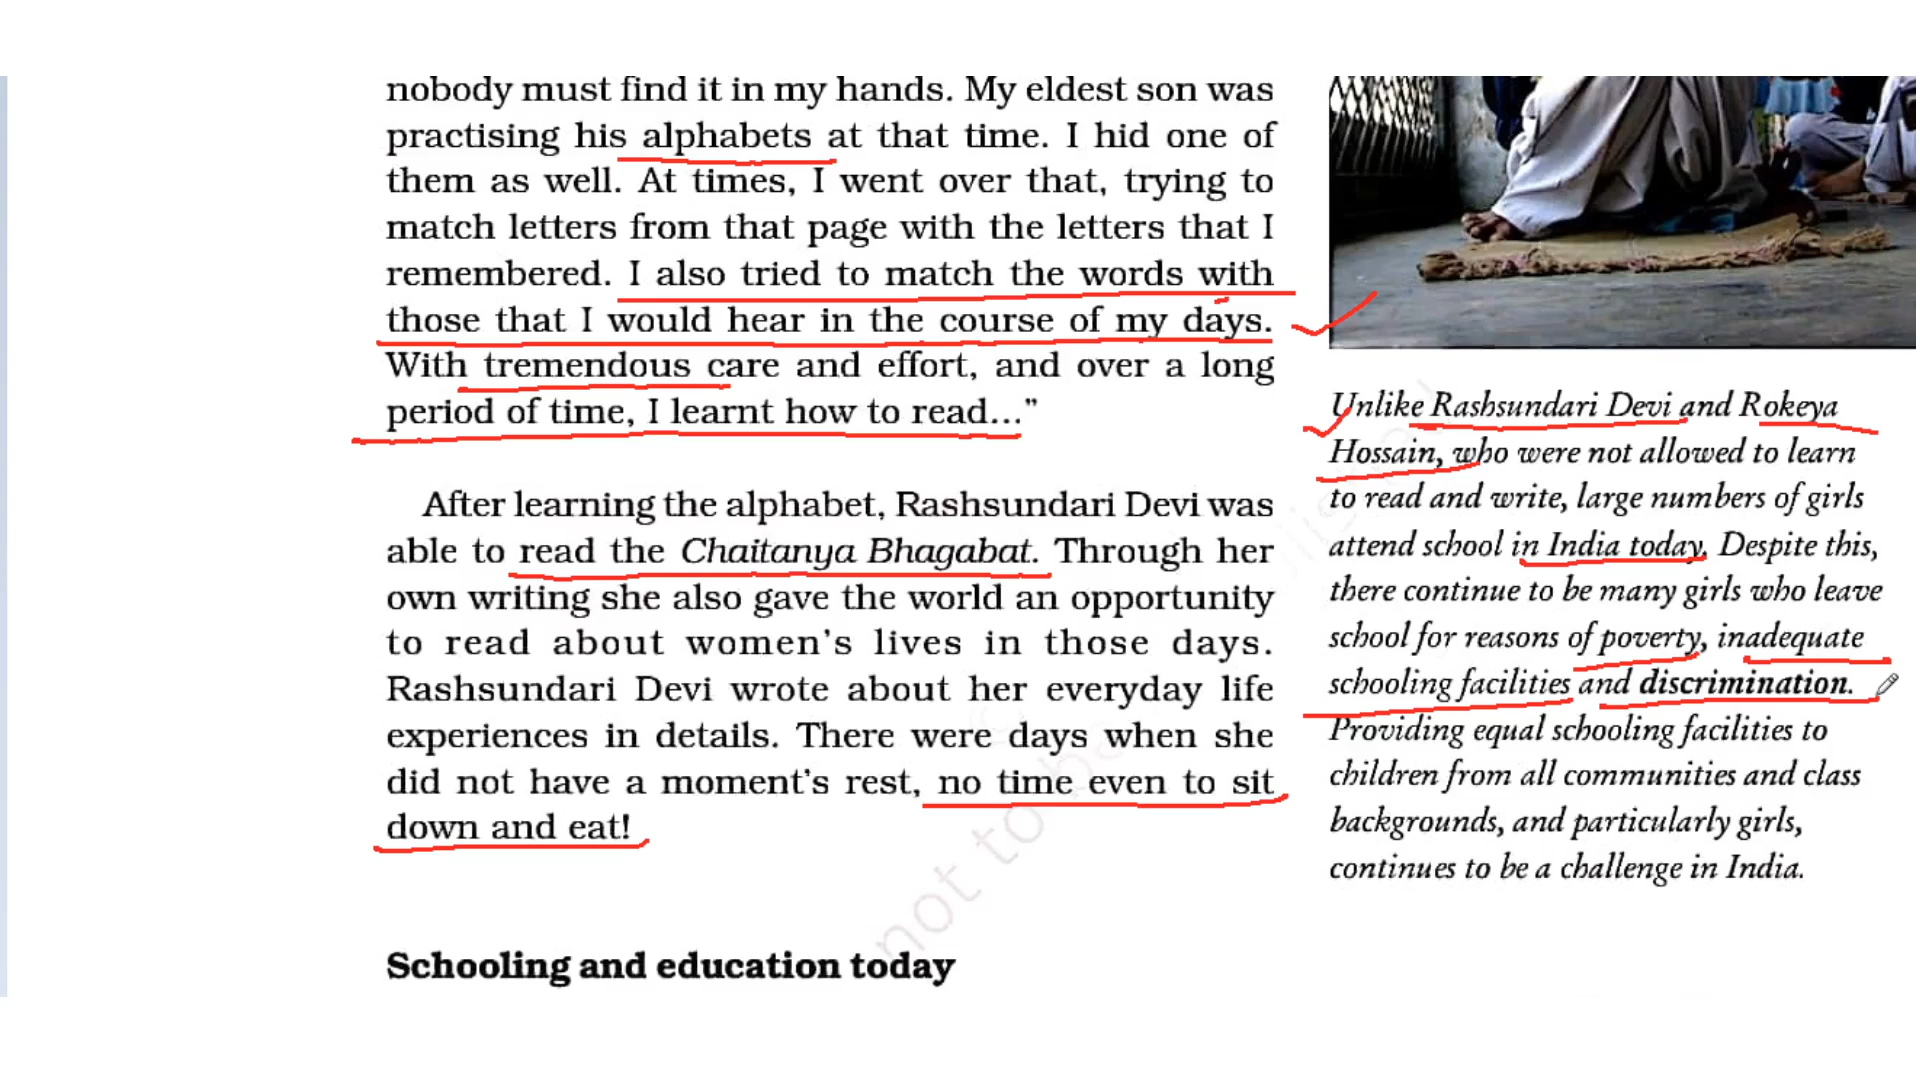 nobody must find it in my hands. My eldest son was
practising his alphabets at that time. I hid one of
them as well. At times, I went over that, trying to
match letters from that page with the letters that I
remembered. I also tried to match the words with
those that I would hear in the course of my days.
With tremendous care and effort, and over a long
period of time, I learnt how to read..."
After learning the alphabet, Rashsundari Devi was
able to read the Chaitanya Bhagabat. Through her
own writing she also gave the world an opportunity
to read about women's lives in those days.
Rashsundari Devi wrote about her everyday life
experiences in details. There were days when she
did not have a moment's rest, no time even to sit
down and eat!
Schooling and education today
Unlike Rashsundari Devi and Rokeya
Hossain, who were not allowed to learn
to read and write, large numbers of girls
attend school in India today. Despite this,
there continue to be many girls who leave
school for reasons of poverty, inadequate
schooling facilities and discrimination.
Providing equal schooling facilities to
children from all communities and class
backgrounds, and particularly girls,
continues to be a challenge in India.
not to